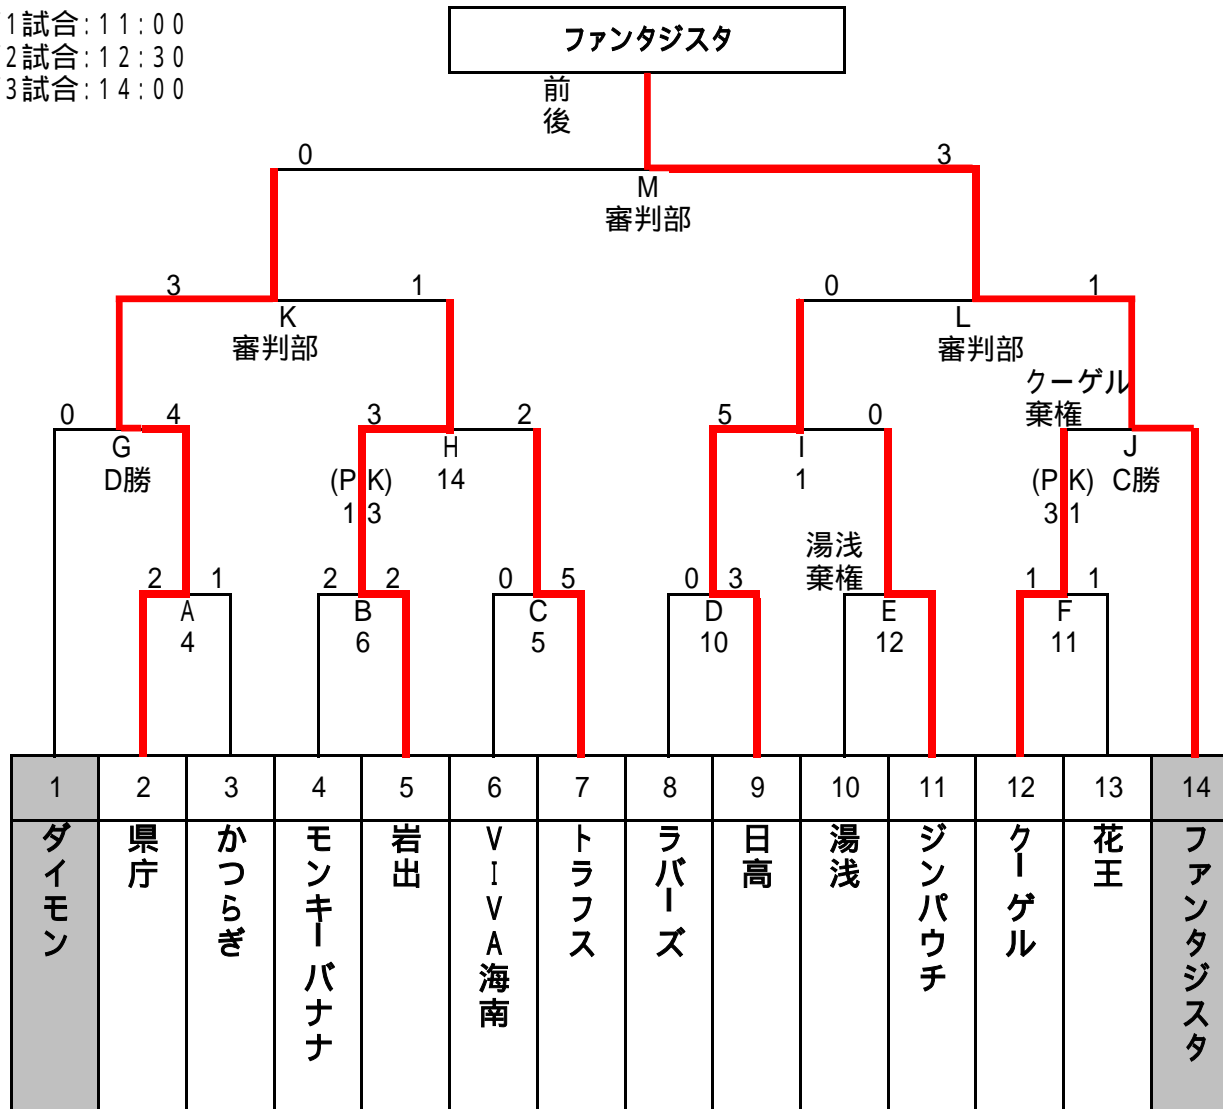 1試合:11:00
2試合:12:30
3試合:14:00
ファンタジスタ
前
後
0 3
M
審判部
3 1 0 1
K L
審判部 審判部
クーゲル
棄権
0 4 3 2 5 0
G H I J
D勝 (PK) 14 1 (PK) C勝
1 3 3 1
湯浅
棄権
2 1 2 2 0 5 0 3 1 1
A B C D E F
4 6 5 10 12 11
1 2 3 4 5 6 7 8 9 10 11 12 13 14
ダイモン
県庁
かつらぎ
モンキーバナナ
岩出
VIVA海南
トラフス
ラバーズ
日高
湯浅
ジンパウチ
クーゲル
花王
ファンタジスタ